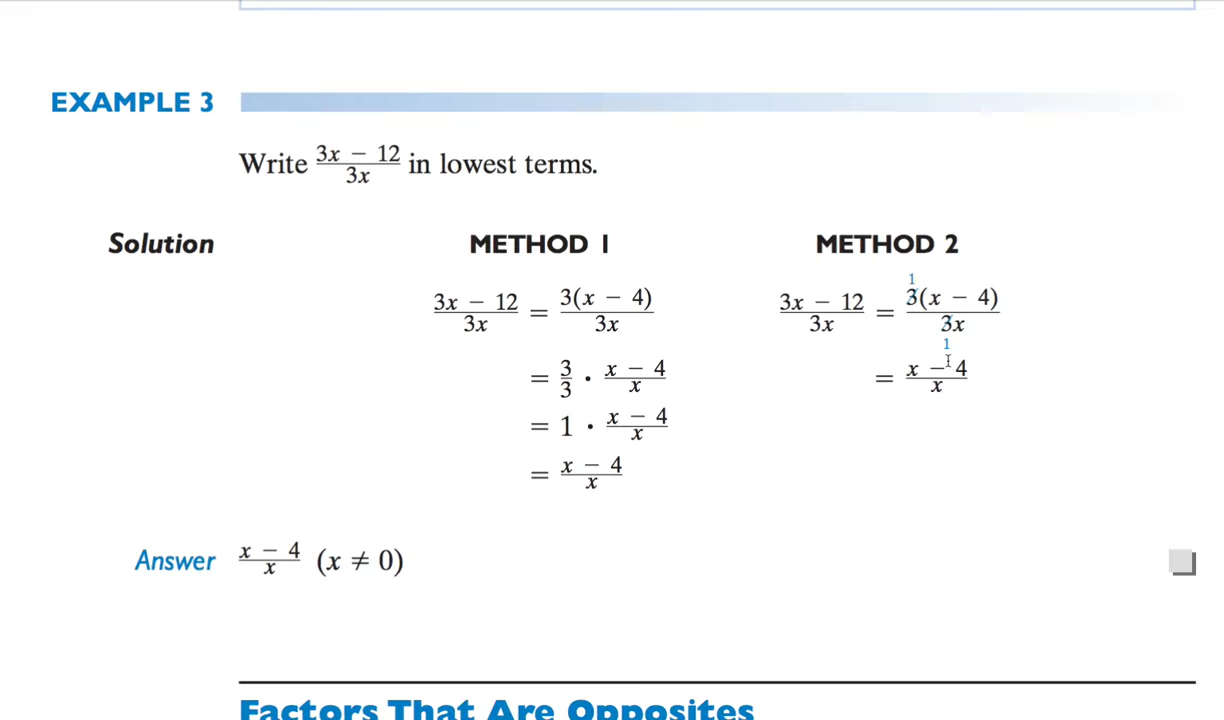 EXAMPLE 3
Write (3x − 12)/(3x) in lowest terms.
Solution METHOD 1 METHOD 2
(3x − 12)/(3x) = 3(x − 4)/(3x) (3x − 12)/(3x) = 1 3(x − 4)/(3x) 1
= 3/3 · (x − 4)/x = (x − 4)/x
= 1 · (x − 4)/x
= (x − 4)/x
Answer (x − 4)/x (x ≠ 0)
Factors That Are Opposites